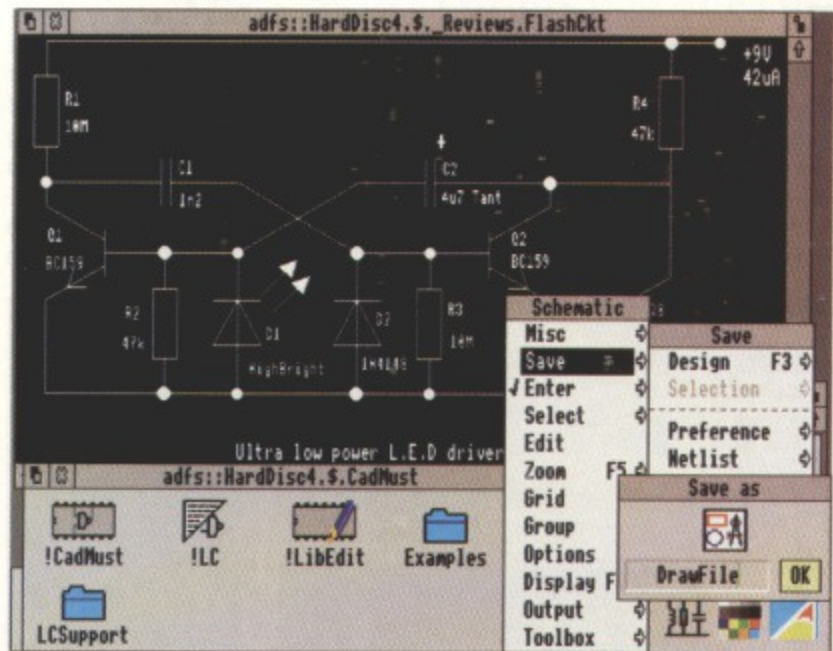 adfs::HardDisc4.$._Reviews.FlashCkt
+9V
42uA
R1
10M
R4
47k
C1
1n2
C2
4u7 Tant
Q1
BC159
Q2
BC159
R2
47k
D1
HighBright
D2
1N4148
R3
10M
Ultra low power L.E.D driver
Schematic
Misc
Save
Enter
Select
Edit
Zoom F5
Grid
Group
Options
Display F
Output
Toolbox
Save
Design F3
Selection
Preference
Netlist
Save as
DrawFile OK
adfs::HardDisc4.$.CadMust
!CadMust !LC !LibEdit Examples
LCSupport